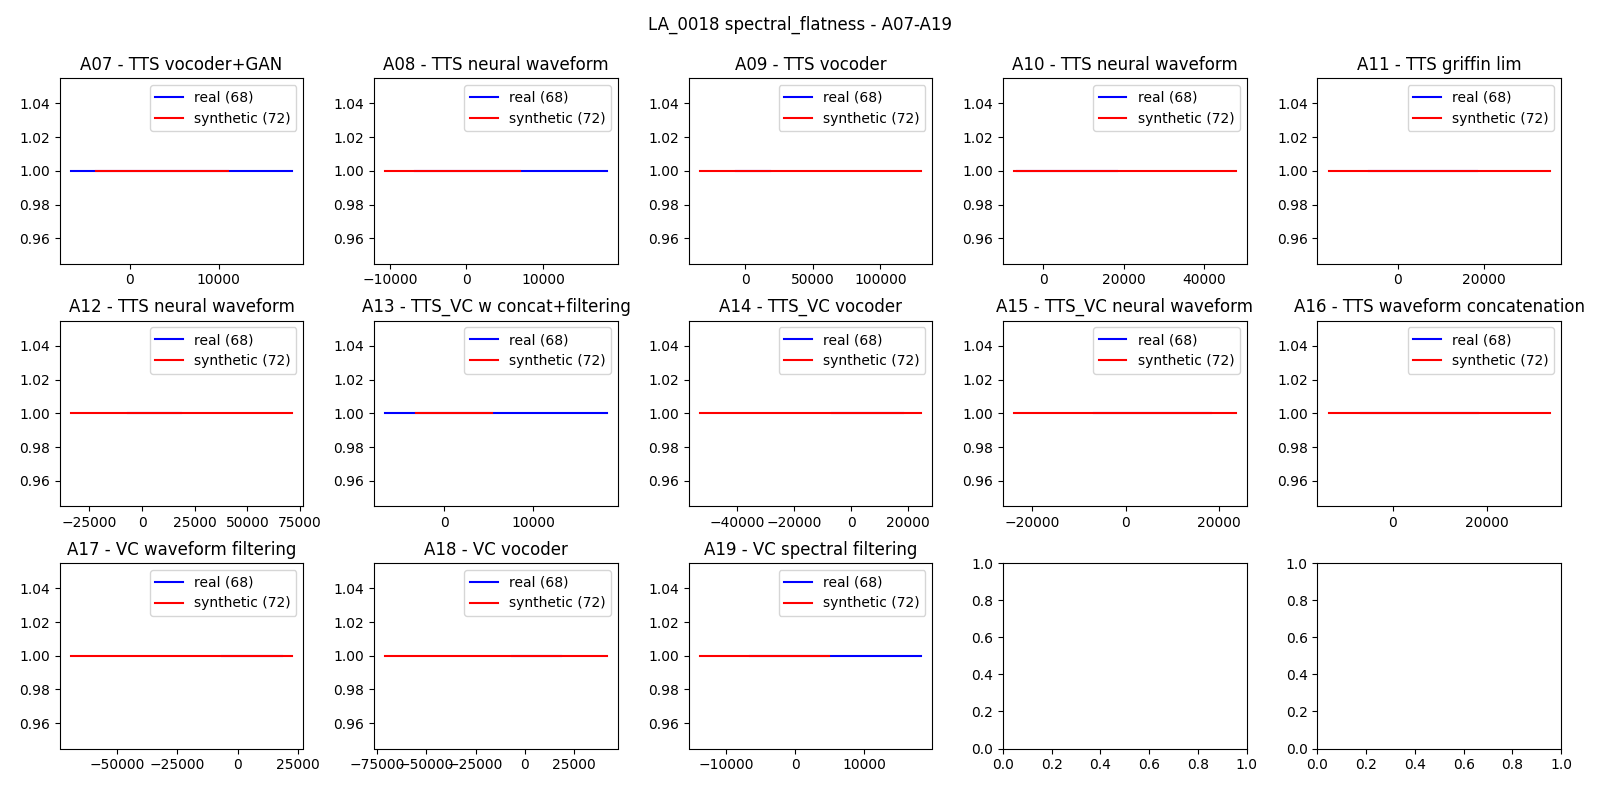 LA_0018 spectral_flatness - A07-A19
A07 - TTS vocoder+GAN
real (68)
synthetic (72)
1.04
1.02
1.00
0.98
0.96
0 10000
A08 - TTS neural waveform
real (68)
synthetic (72)
1.04
1.02
1.00
0.98
0.96
−10000 0 10000
A09 - TTS vocoder
real (68)
synthetic (72)
1.04
1.02
1.00
0.98
0.96
0 50000 100000
A10 - TTS neural waveform
real (68)
synthetic (72)
1.04
1.02
1.00
0.98
0.96
0 20000 40000
A11 - TTS griffin lim
real (68)
synthetic (72)
1.04
1.02
1.00
0.98
0.96
0 20000
A12 - TTS neural waveform
real (68)
synthetic (72)
1.04
1.02
1.00
0.98
0.96
−25000 0 25000 50000 75000
A13 - TTS_VC w concat+filtering
real (68)
synthetic (72)
1.04
1.02
1.00
0.98
0.96
0 10000
A14 - TTS_VC vocoder
real (68)
synthetic (72)
1.04
1.02
1.00
0.98
0.96
−40000 −20000 0 20000
A15 - TTS_VC neural waveform
real (68)
synthetic (72)
1.04
1.02
1.00
0.98
0.96
−20000 0 20000
A16 - TTS waveform concatenation
real (68)
synthetic (72)
1.04
1.02
1.00
0.98
0.96
0 20000
A17 - VC waveform filtering
real (68)
synthetic (72)
1.04
1.02
1.00
0.98
0.96
−50000 −25000 0 25000
A18 - VC vocoder
real (68)
synthetic (72)
1.04
1.02
1.00
0.98
0.96
−75000 −50000 −25000 0 25000
A19 - VC spectral filtering
real (68)
synthetic (72)
1.04
1.02
1.00
0.98
0.96
−10000 0 10000
1.0
0.8
0.6
0.4
0.2
0.0
0.0 0.2 0.4 0.6 0.8 1.0
1.0
0.8
0.6
0.4
0.2
0.0
0.0 0.2 0.4 0.6 0.8 1.0